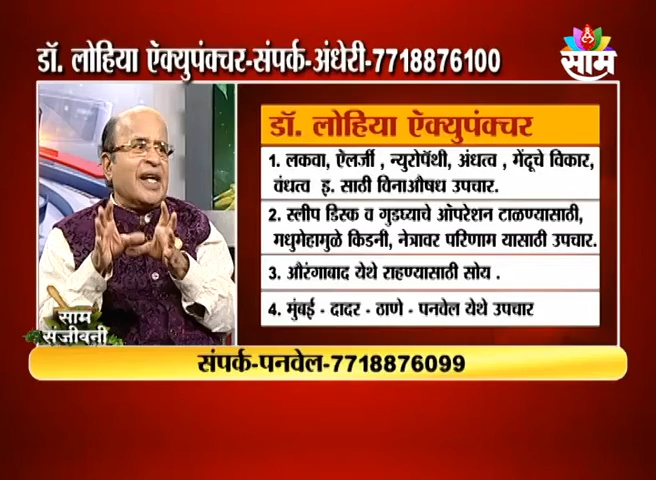 डॉ. लोहिया ऍक्युपंक्चर-संपर्क-अंधेरी-7718876100
साम
डॉ. लोहिया ऍक्युपंक्चर
1. लकवा, ऐलर्जी , न्युरोपॅथी, अंधत्व , मेंदूचे विकार,
वंधत्व इ. साठी विनाऔषध उपचार.
2. स्लीप डिस्क व गुडघ्याचे ऑपरेशन टाळण्यासाठी,
मधुमेहामुळे किडनी, नेत्रावर परिणाम यासाठी उपचार.
3. औरंगाबाद येथे राहण्यासाठी सोय .
4. मुंबई - दादर - ठाणे - पनवेल येथे उपचार
साम
संजीवनी
संपर्क-पनवेल-7718876099